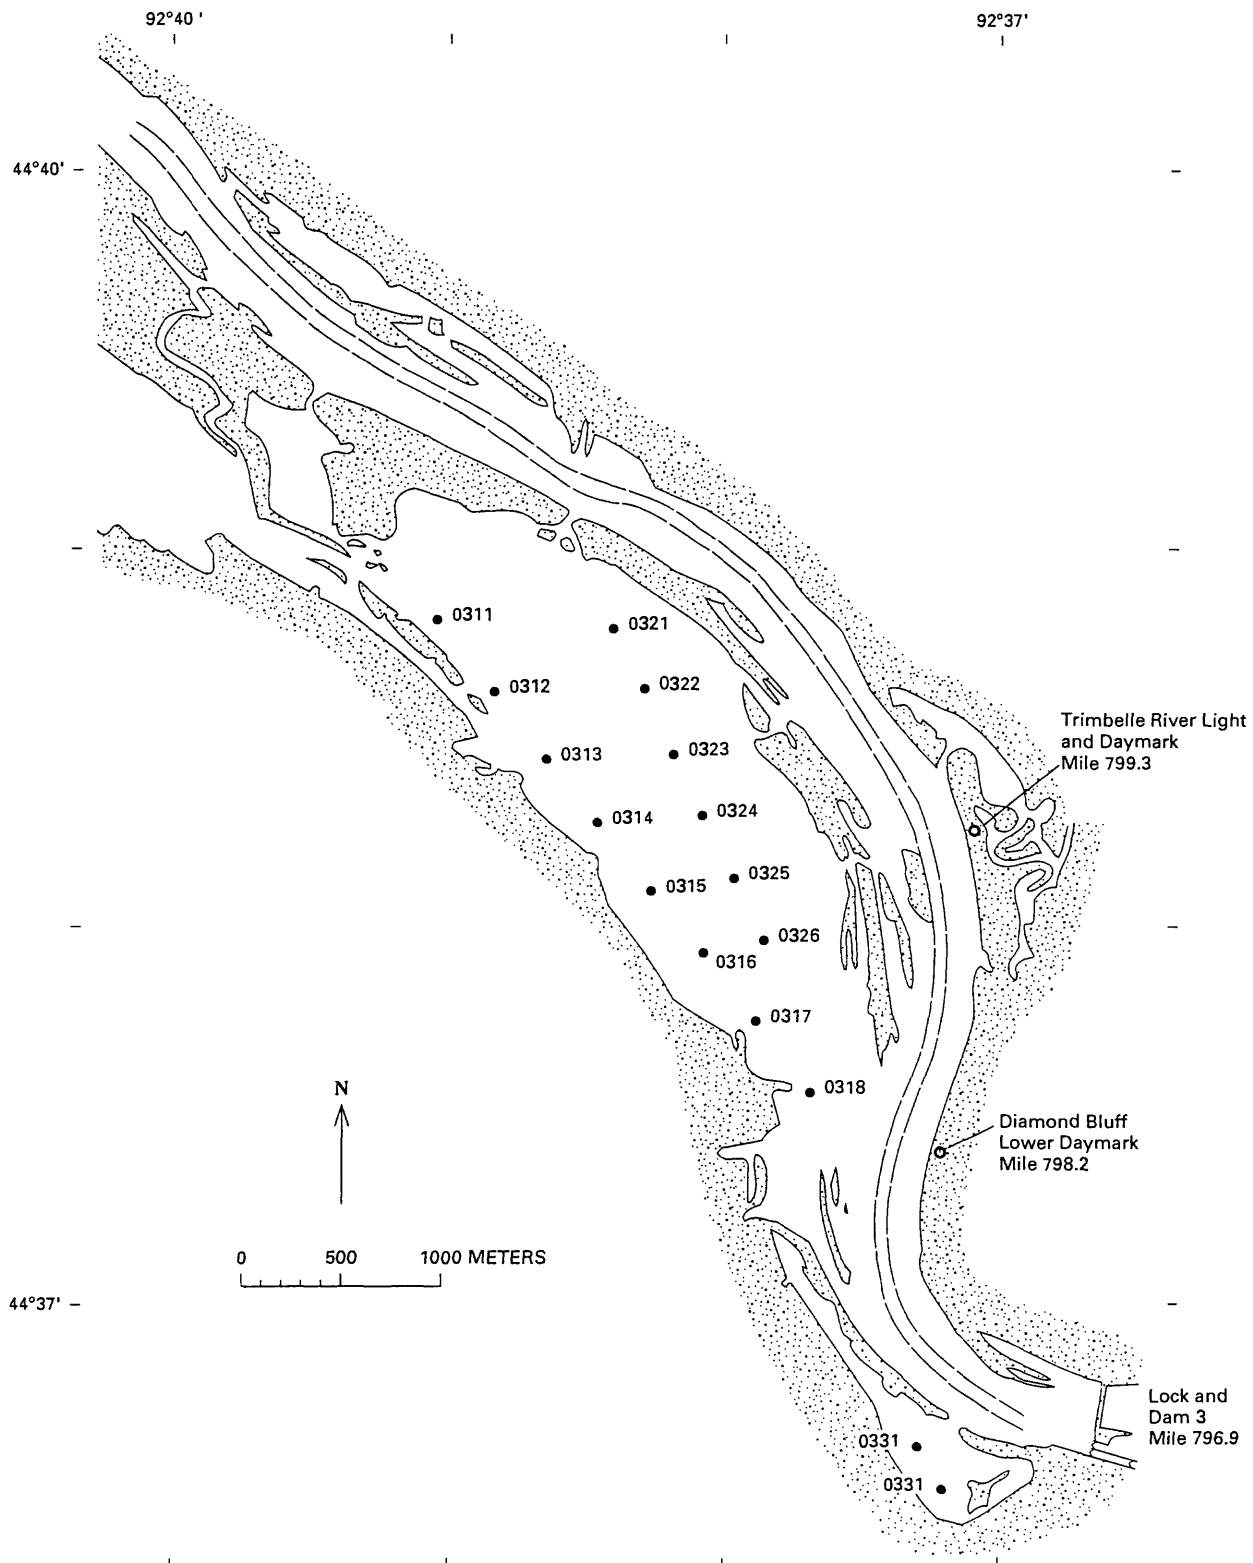 92°40 '
92°37'
44°40'
0311
0321
0312
0322
0313
0323
Trimbelle River Light
and Daymark
Mile 799.3
0314
0324
0315
0325
0316
0326
0317
0318
N
Diamond Bluff
Lower Daymark
Mile 798.2
0 500 1000 METERS
44°37'
Lock and
Dam 3
Mile 796.9
0331
0331